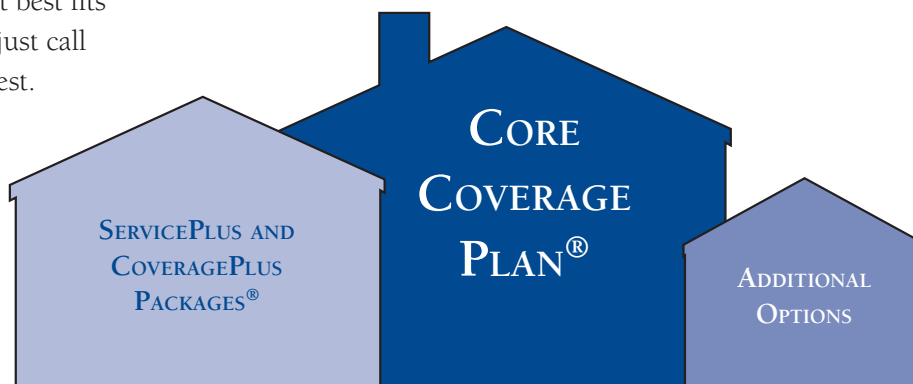 best fits
just call
est.
CORE
COVERAGE
PLAN®
SERVICEPLUS AND
COVERAGEPLUS
PACKAGES®
ADDITIONAL
OPTIONS